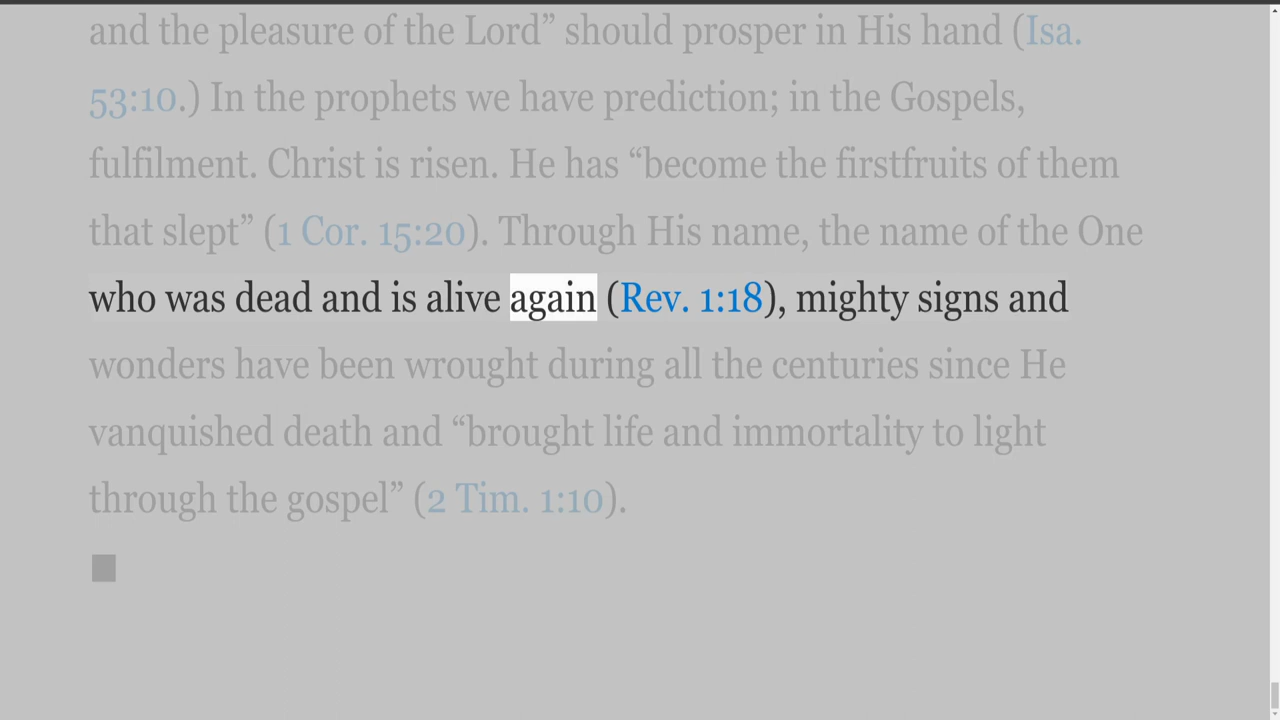 and the pleasure of the Lord” should prosper in His hand (Isa.
53:10.) In the prophets we have prediction; in the Gospels,
fulfilment. Christ is risen. He has “become the firstfruits of them
that slept” (1 Cor. 15:20). Through His name, the name of the One
who was dead and is alive again (Rev. 1:18), mighty signs and
wonders have been wrought during all the centuries since He
vanquished death and “brought life and immortality to light
through the gospel” (2 Tim. 1:10).
■